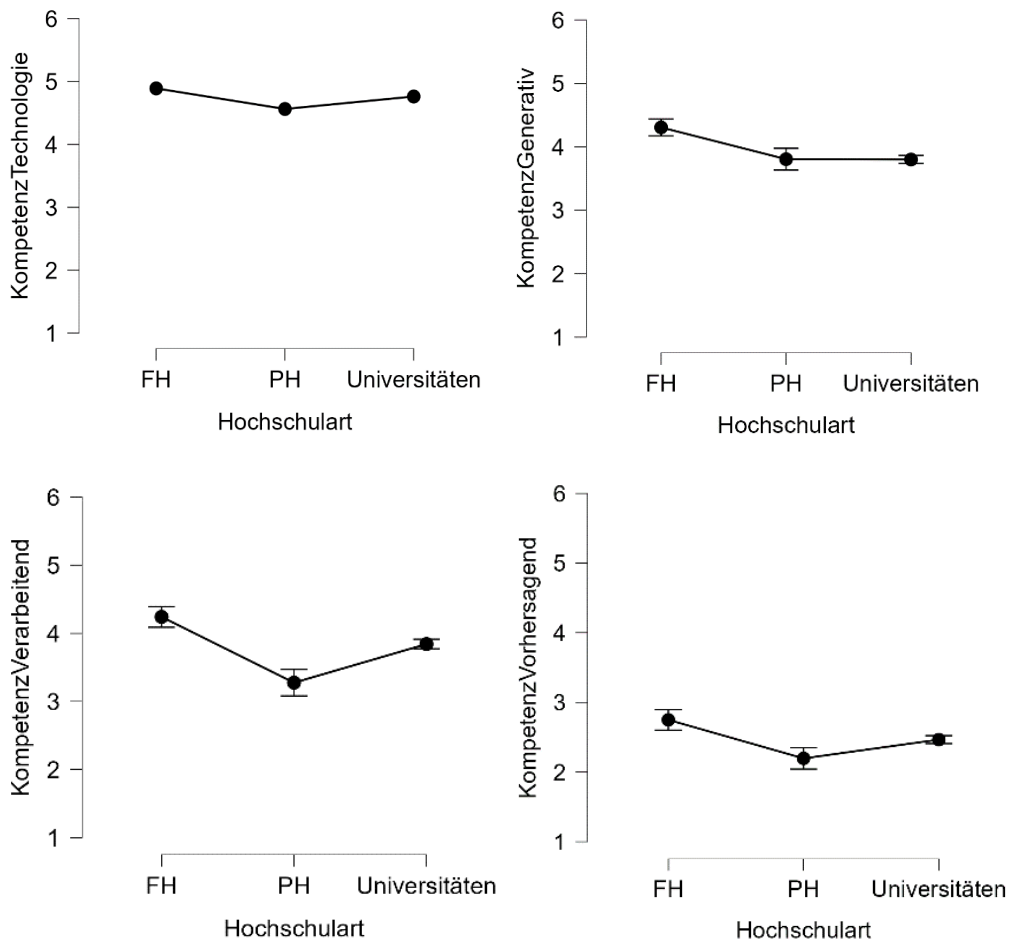 KompetenzTechnologie
6
5
4
3
2
1
FH PH Universitäten
Hochschulart
KompetenzGenerativ
6
5
4
3
2
1
FH PH Universitäten
Hochschulart
KompetenzVerarbeitend
6
5
4
3
2
1
FH PH Universitäten
Hochschulart
KompetenzVorhersagend
6
5
4
3
2
1
FH PH Universitäten
Hochschulart